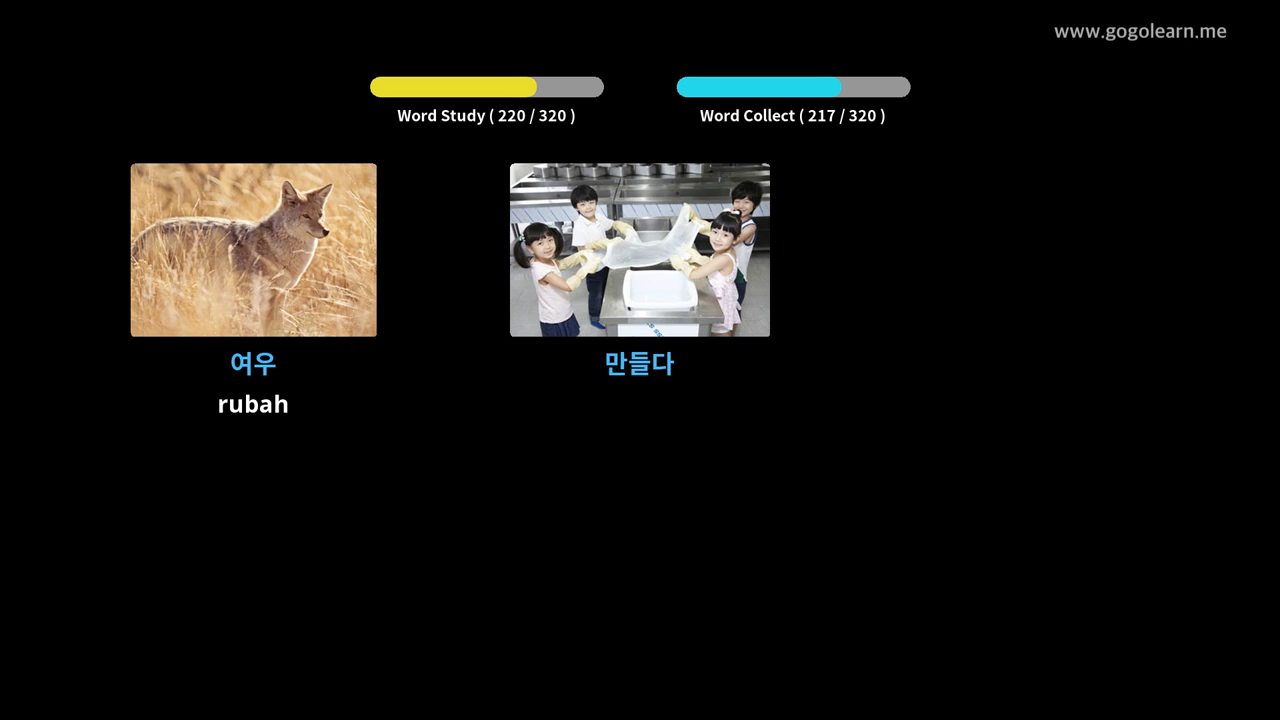 www.gogolearn.me
Word Study ( 220 / 320 )
Word Collect ( 217 / 320 )
여우
rubah
만들다